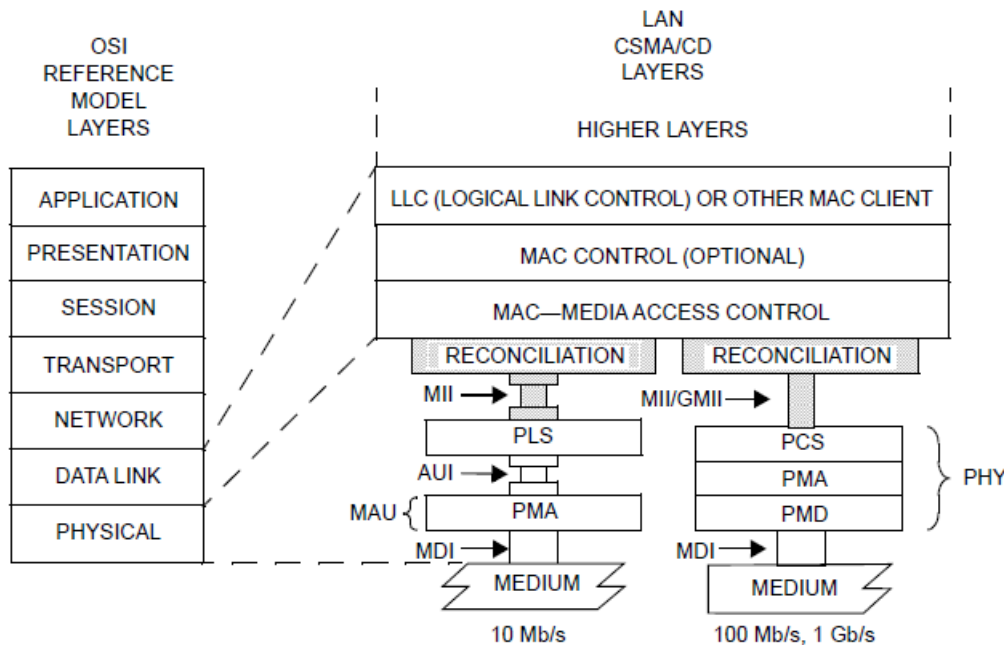 OSI
REFERENCE
MODEL
LAYERS
APPLICATION
PRESENTATION
SESSION
TRANSPORT
NETWORK
DATA LINK
PHYSICAL
LAN
CSMA/CD
LAYERS
HIGHER LAYERS
LLC (LOGICAL LINK CONTROL) OR OTHER MAC CLIENT
MAC CONTROL (OPTIONAL)
MAC—MEDIA ACCESS CONTROL
RECONCILIATION
MII
PLS
AUI
MAU
PMA
MDI
MEDIUM
10 Mb/s
RECONCILIATION
MII/GMII
PCS
PMA
PMD
PHY
MDI
MEDIUM
100 Mb/s, 1 Gb/s